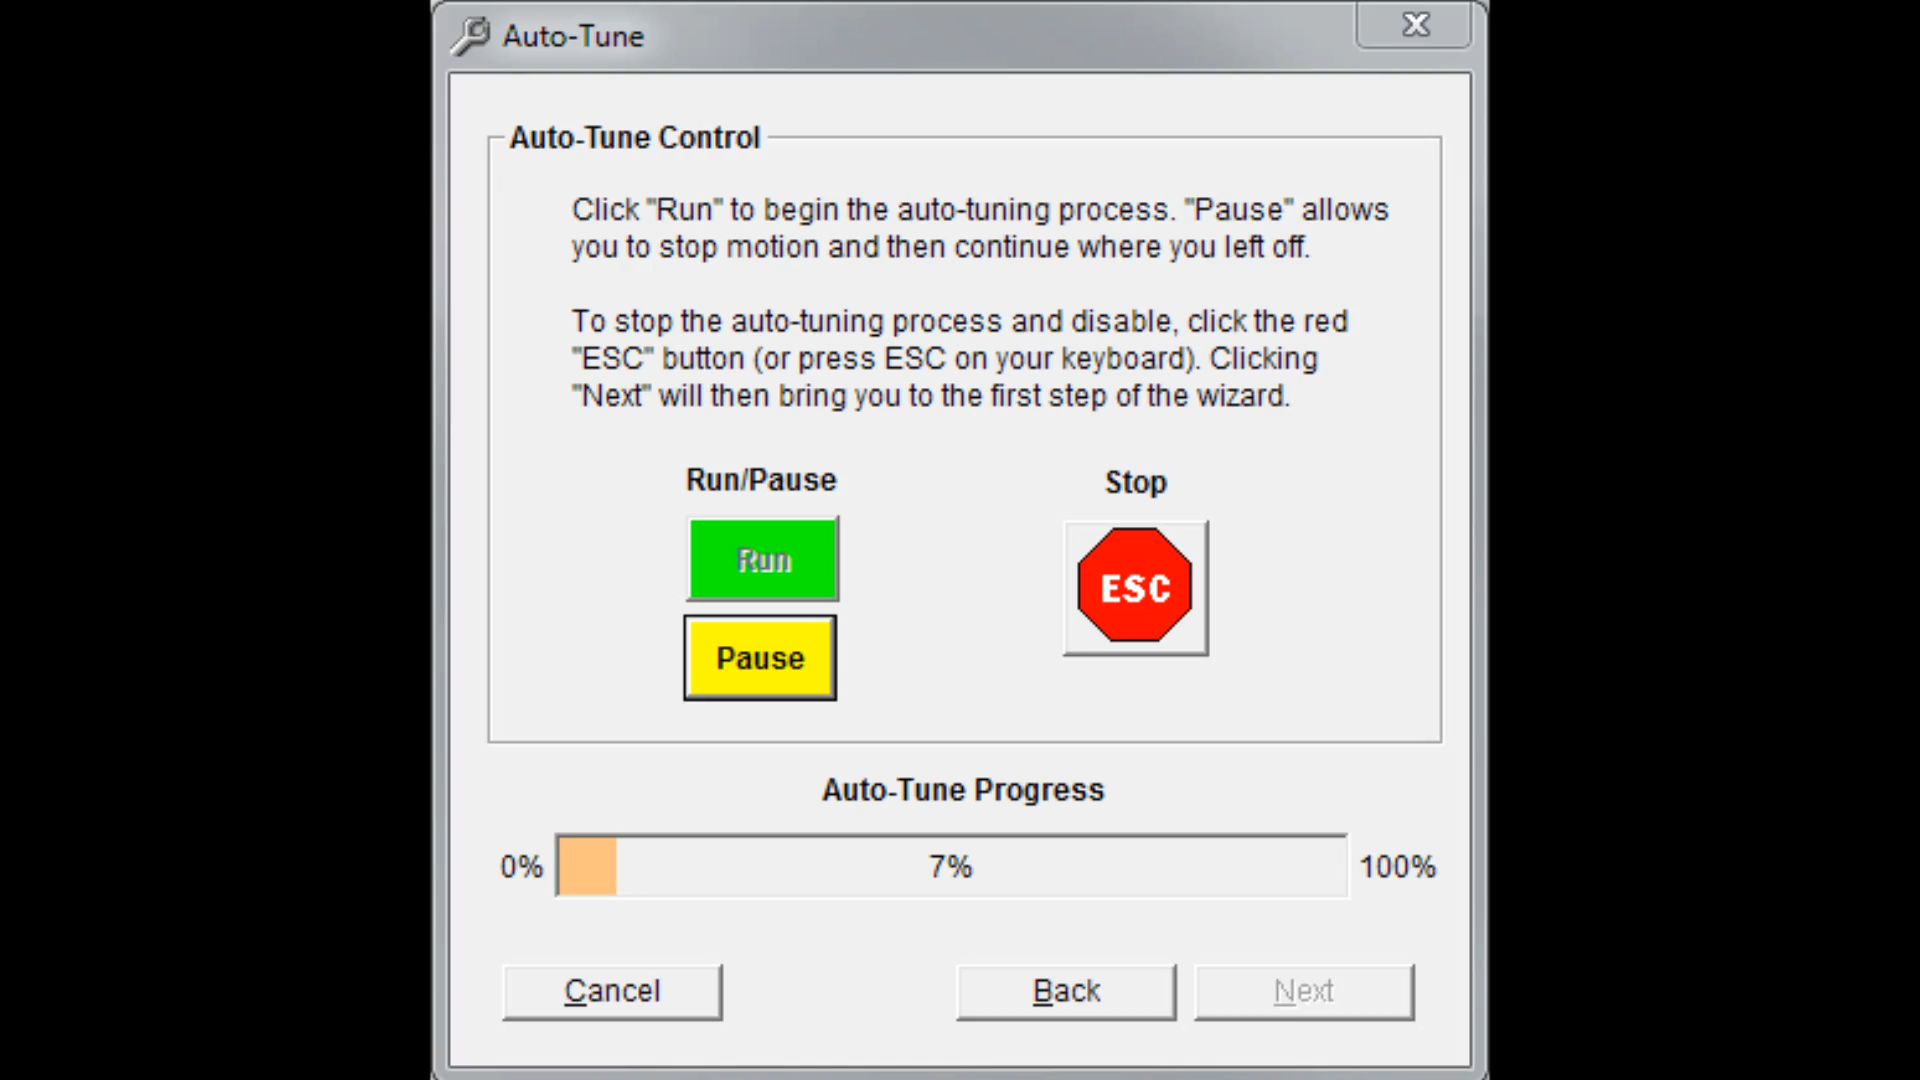 Auto-Tune
Auto-Tune Control
Click "Run" to begin the auto-tuning process. "Pause" allows
you to stop motion and then continue where you left off.
To stop the auto-tuning process and disable, click the red
"ESC" button (or press ESC on your keyboard). Clicking
"Next" will then bring you to the first step of the wizard.
Run/Pause
Stop
Run
ESC
Pause
Auto-Tune Progress
0% 7% 100%
Cancel Back Next